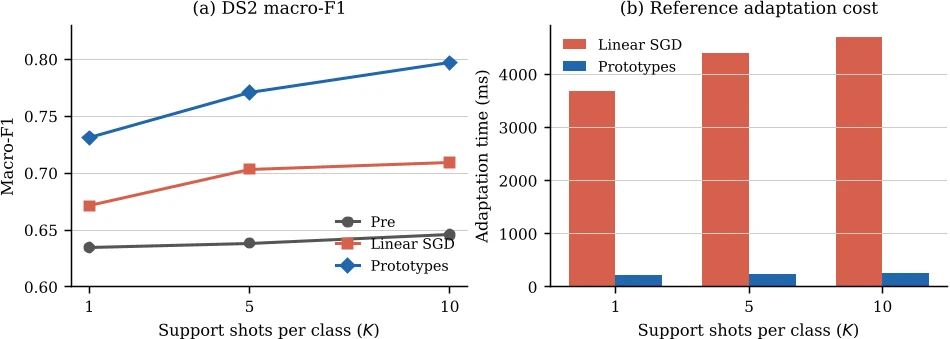 (a) DS2 macro-F1
Macro-F1
0.80
0.75
0.70
0.65
0.60
1
5
10
Support shots per class (K)
Pre
Linear SGD
Prototypes
(b) Reference adaptation cost
Adaptation time (ms)
4000
3000
2000
1000
0
1
5
10
Support shots per class (K)
Linear SGD
Prototypes